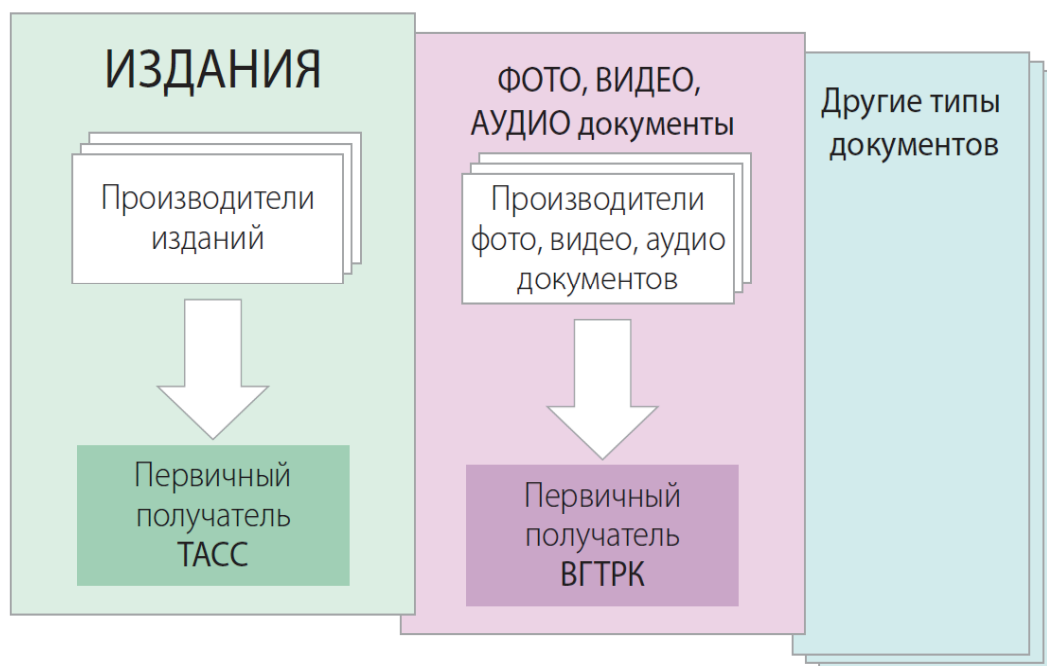 ИЗДАНИЯ
Производители
изданий
Первичный
получатель
ТАСС
ФОТО, ВИДЕО,
АУДИО документы
Производители
фото, видео, аудио
документов
Первичный
получатель
ВГТРК
Другие типы
документов